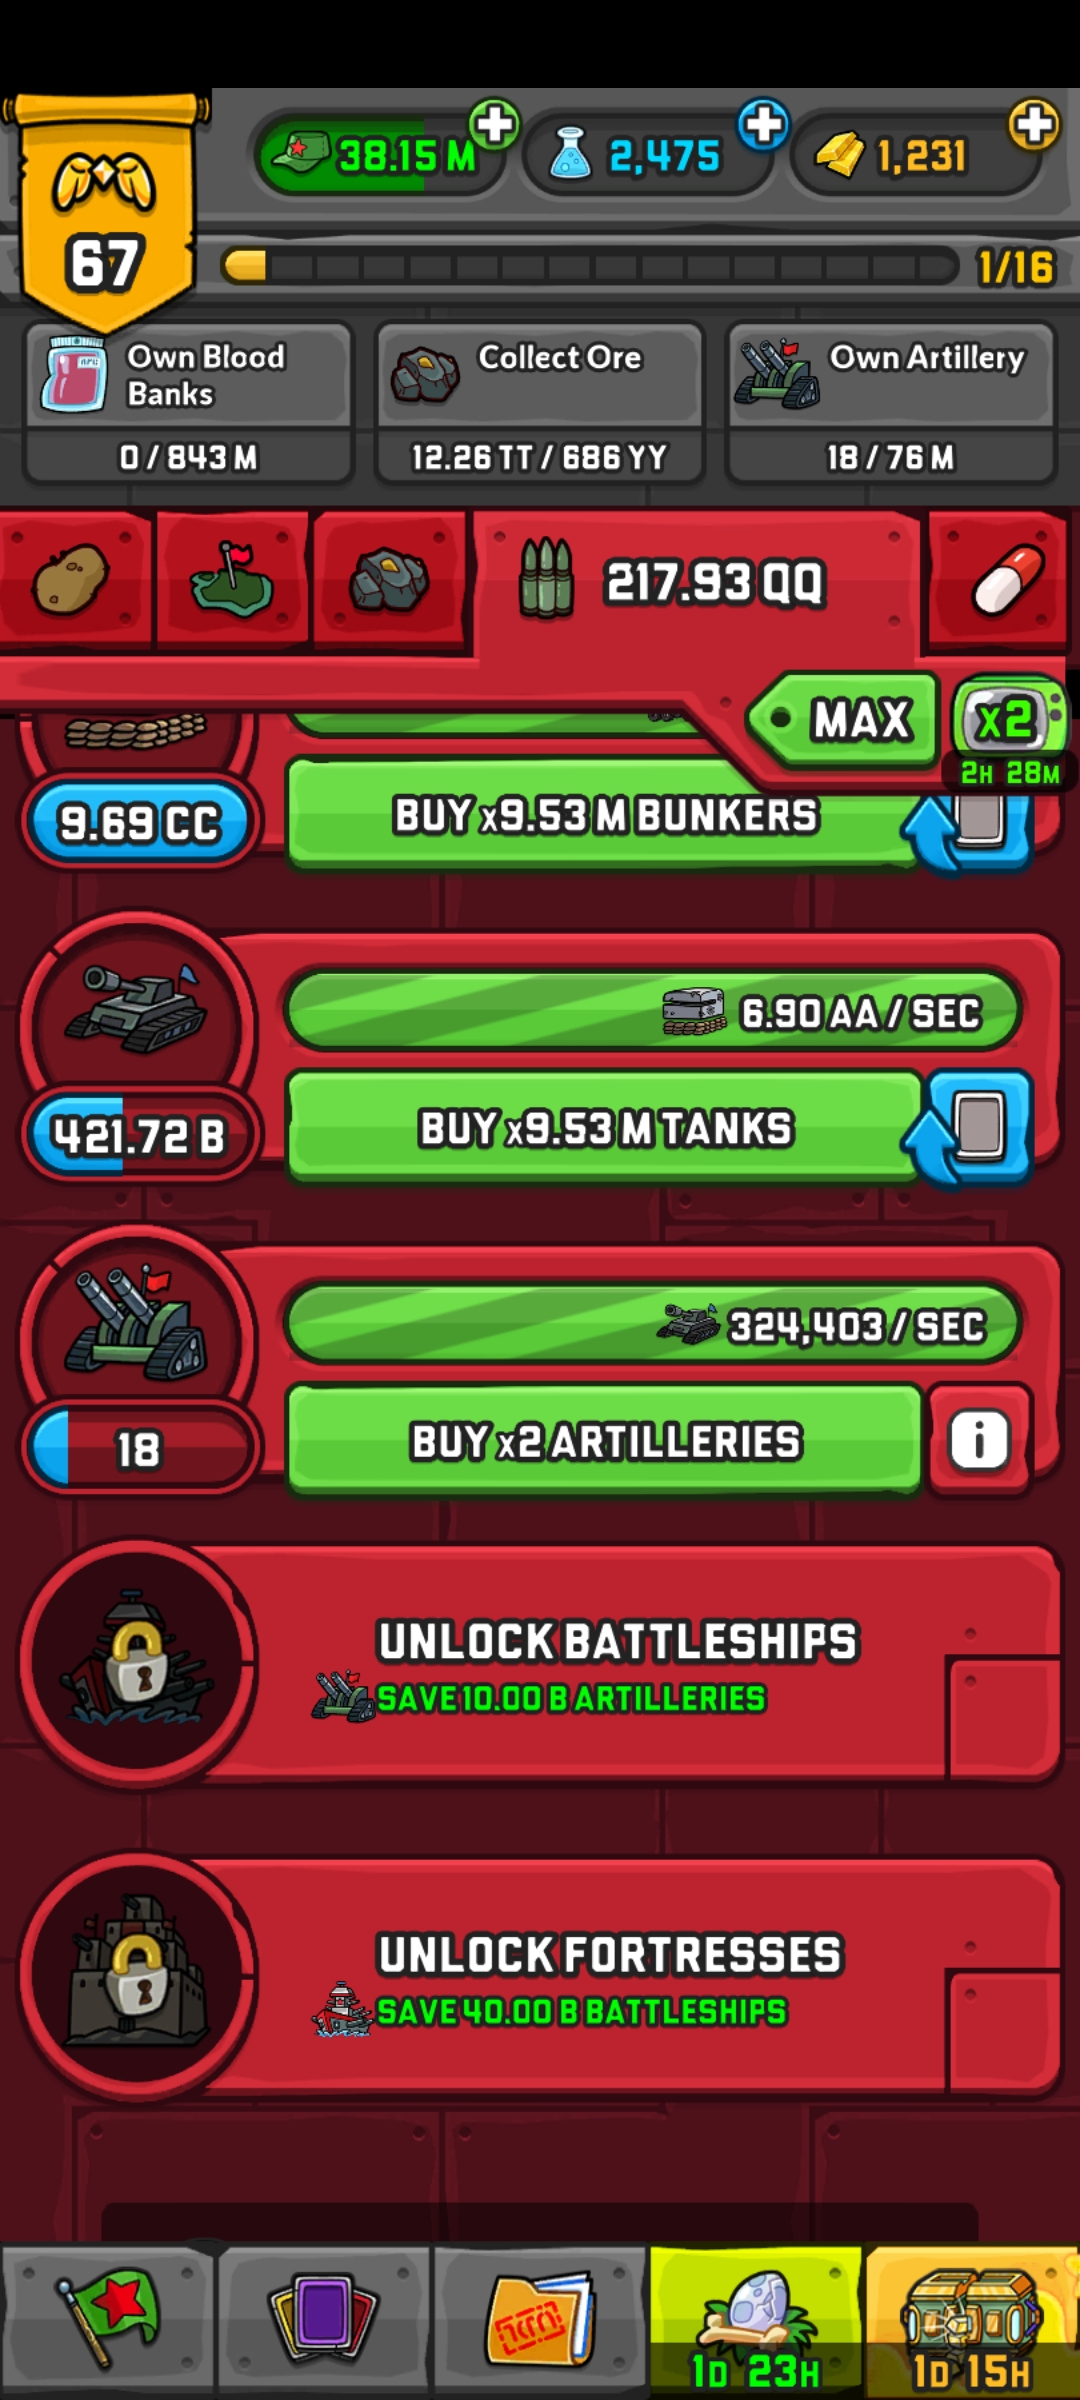 38.15 M
2,475
1,231
67
1/16
Own Blood
Banks
0 / 843 M
Collect Ore
12.26 TT / 686 YY
Own Artillery
18 / 76 M
217.93 QQ
MAX
x2
2H 28M
9.69 CC
BUY x9.53 M BUNKERS
6.90 AA / SEC
421.72 B
BUY x9.53 M TANKS
324,403 / SEC
18
BUY x2 ARTILLERIES
i
UNLOCK BATTLESHIPS
SAVE 10.00 B ARTILLERIES
UNLOCK FORTRESSES
SAVE 40.00 B BATTLESHIPS
1D 23H
1D 15H